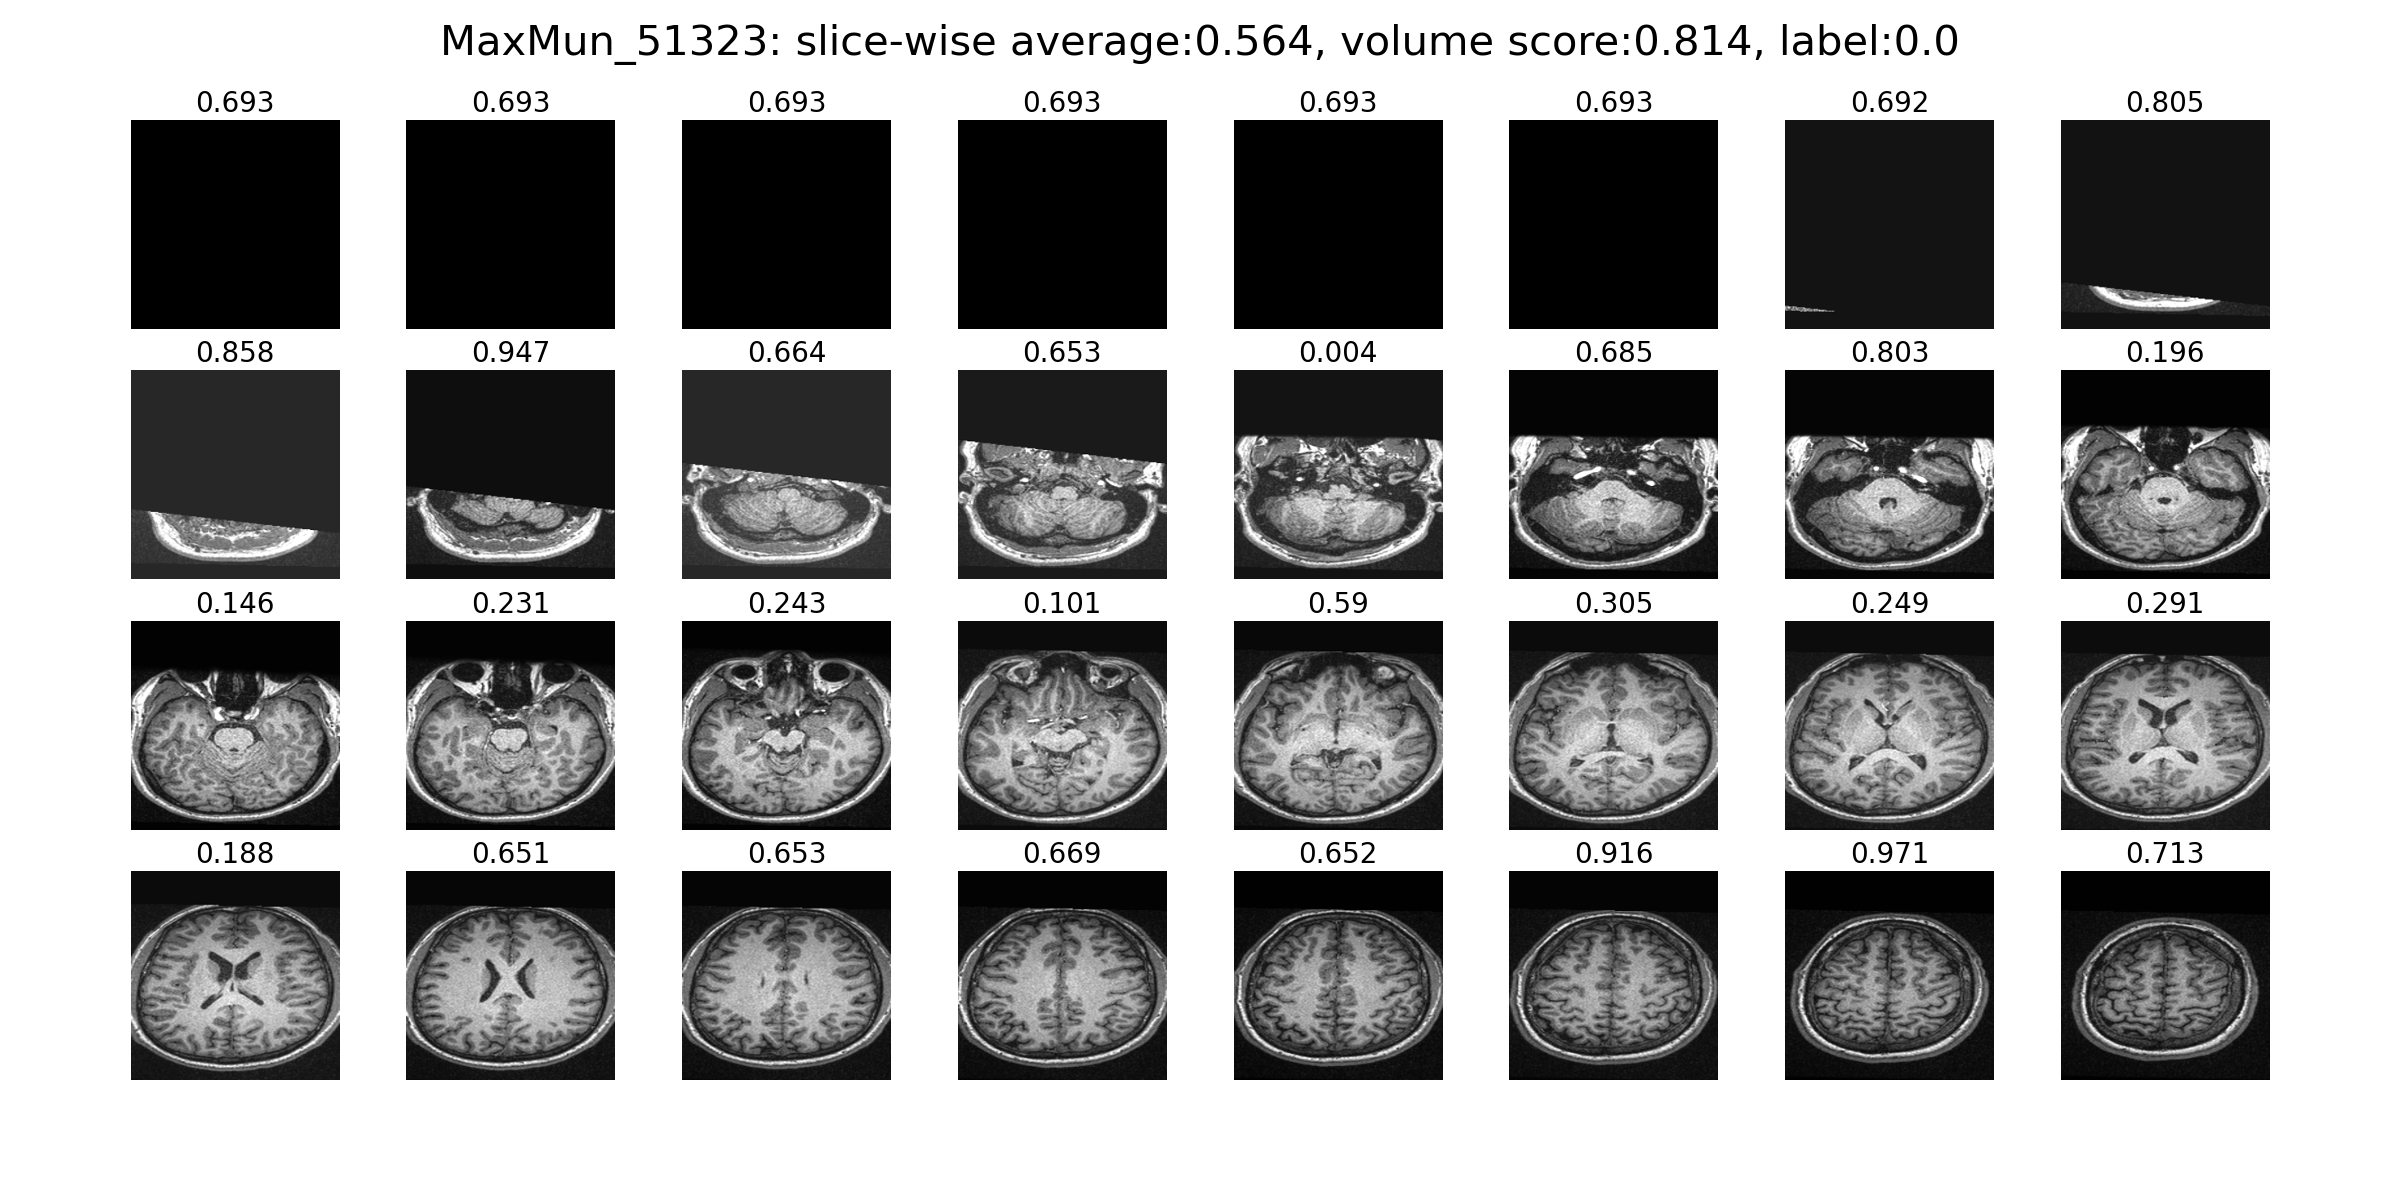 MaxMun_51323: slice-wise average:0.564, volume score:0.814, label:0.0
0.693 0.693 0.693 0.693 0.693 0.693 0.692 0.805
0.858 0.947 0.664 0.653 0.004 0.685 0.803 0.196
0.146 0.231 0.243 0.101 0.59 0.305 0.249 0.291
0.188 0.651 0.653 0.669 0.652 0.916 0.971 0.713